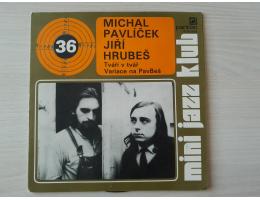 36
MICHAL
PAVLÍČEK
JIŘÍ
HRUBEŠ
Tváří v tvář
Variace na PavBeš
mini jazz klub